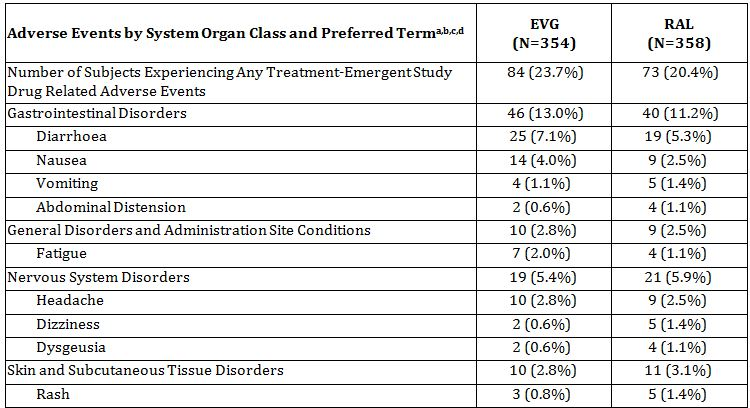 Adverse Events by System Organ Class and Preferred Terma,b,c,d EVG (N=354) RAL (N=358)
Number of Subjects Experiencing Any Treatment-Emergent Study Drug Related Adverse Events 84 (23.7%) 73 (20.4%)
Gastrointestinal Disorders 46 (13.0%) 40 (11.2%)
Diarrhoea 25 (7.1%) 19 (5.3%)
Nausea 14 (4.0%) 9 (2.5%)
Vomiting 4 (1.1%) 5 (1.4%)
Abdominal Distension 2 (0.6%) 4 (1.1%)
General Disorders and Administration Site Conditions 10 (2.8%) 9 (2.5%)
Fatigue 7 (2.0%) 4 (1.1%)
Nervous System Disorders 19 (5.4%) 21 (5.9%)
Headache 10 (2.8%) 9 (2.5%)
Dizziness 2 (0.6%) 5 (1.4%)
Dysgeusia 2 (0.6%) 4 (1.1%)
Skin and Subcutaneous Tissue Disorders 10 (2.8%) 11 (3.1%)
Rash 3 (0.8%) 5 (1.4%)